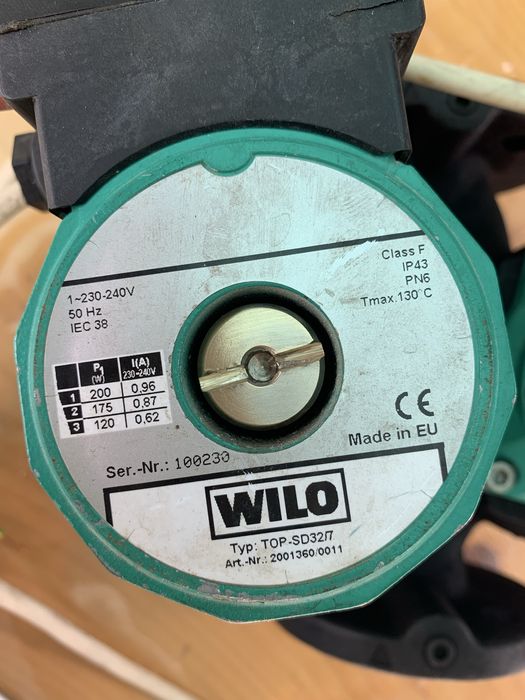 1~230-240V
50 Hz
IEC 38
Class F
IP43
PN6
Tmax.130°C
P1 (W) I(A) 230-240V
1 200 0,96
2 175 0,87
3 120 0,62
CE
Made in EU
Ser.-Nr.: 100230
WILO
Typ: TOP-SD32/7
Art.-Nr.: 2001360/0011